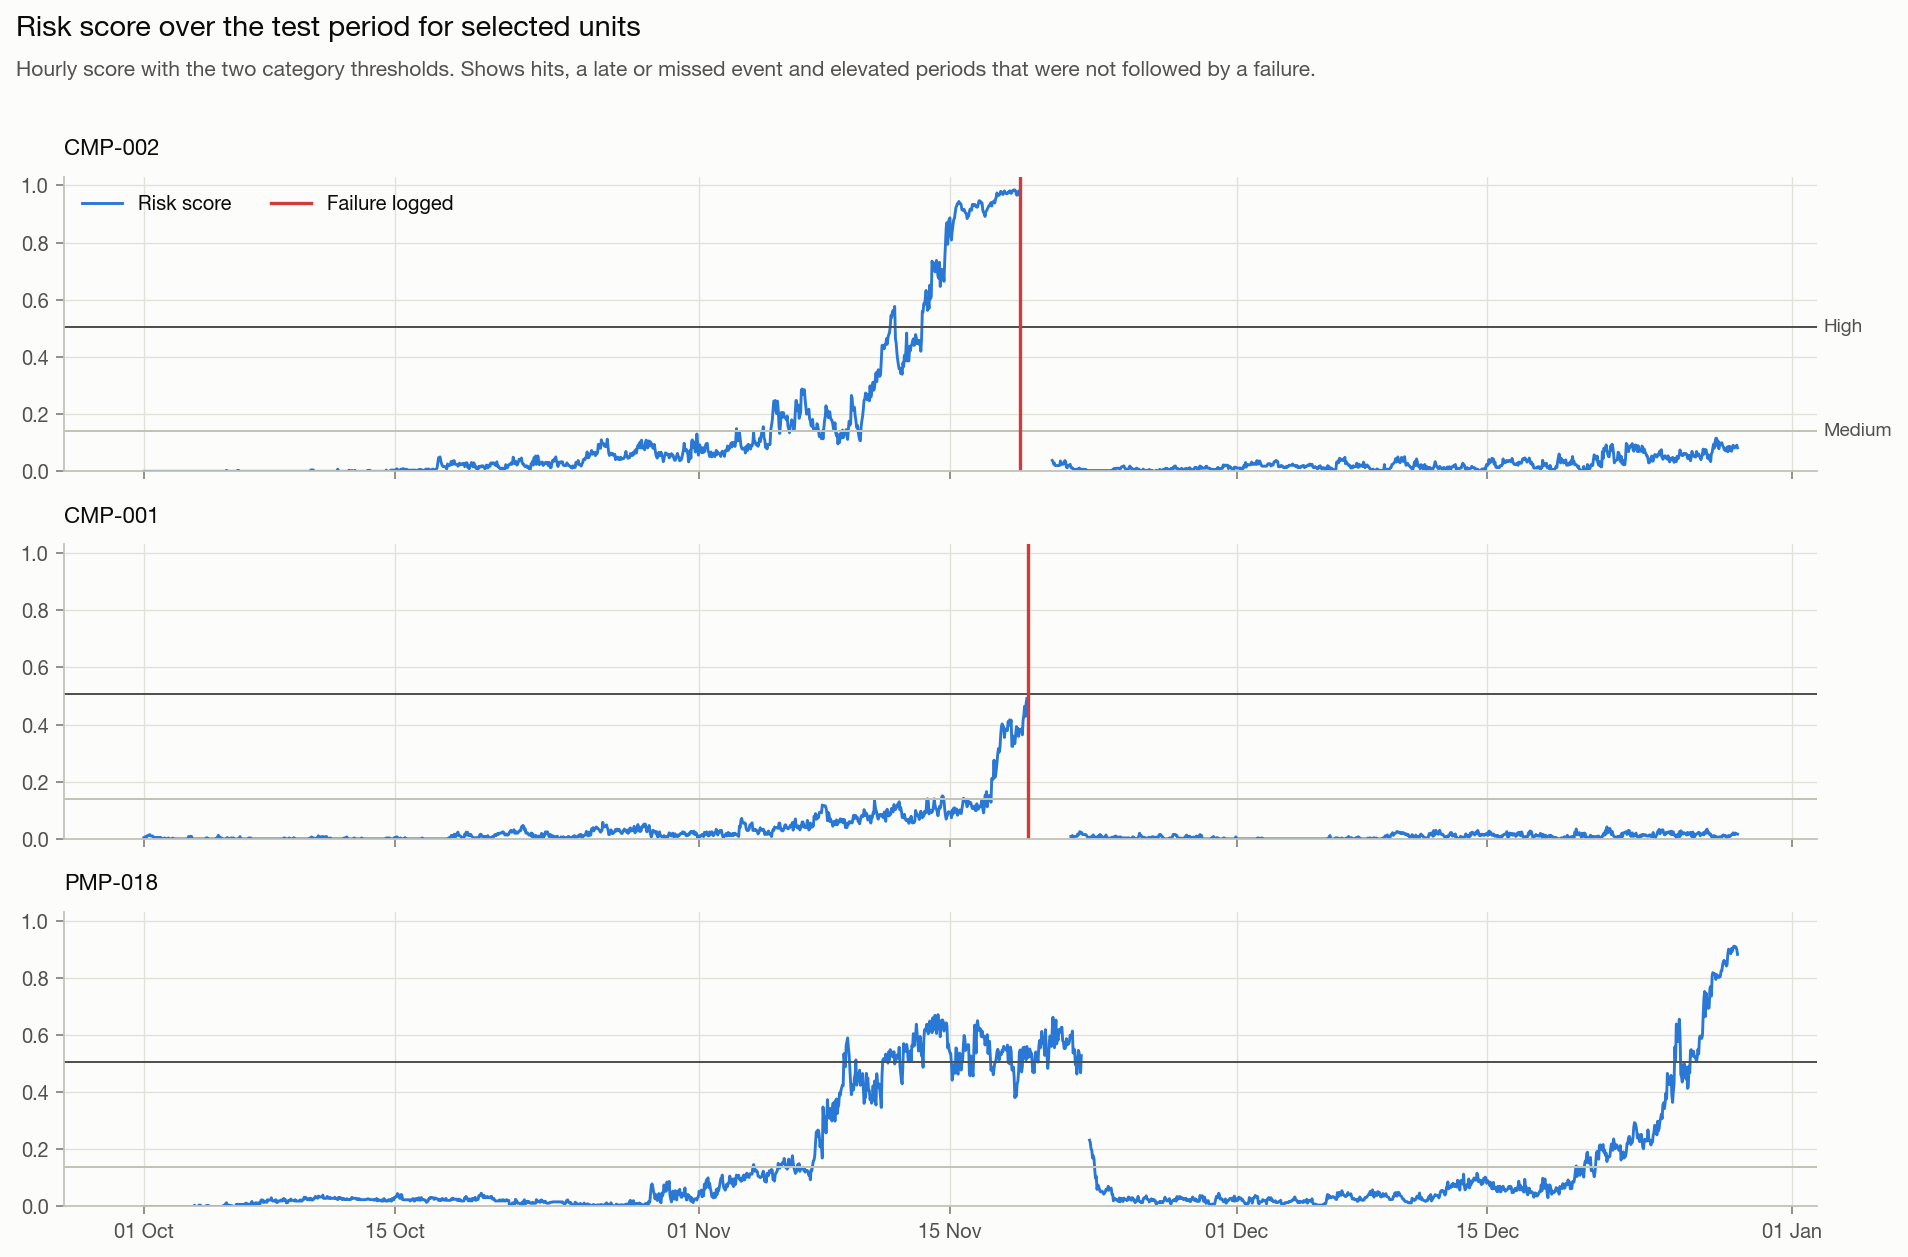 Risk score over the test period for selected units
Hourly score with the two category thresholds. Shows hits, a late or missed event and elevated periods that were not followed by a failure.
CMP-002
Risk score
Failure logged
1.0
0.8
0.6
0.4
0.2
0.0
High
Medium
CMP-001
1.0
0.8
0.6
0.4
0.2
0.0
PMP-018
1.0
0.8
0.6
0.4
0.2
0.0
01 Oct
15 Oct
01 Nov
15 Nov
01 Dec
15 Dec
01 Jan